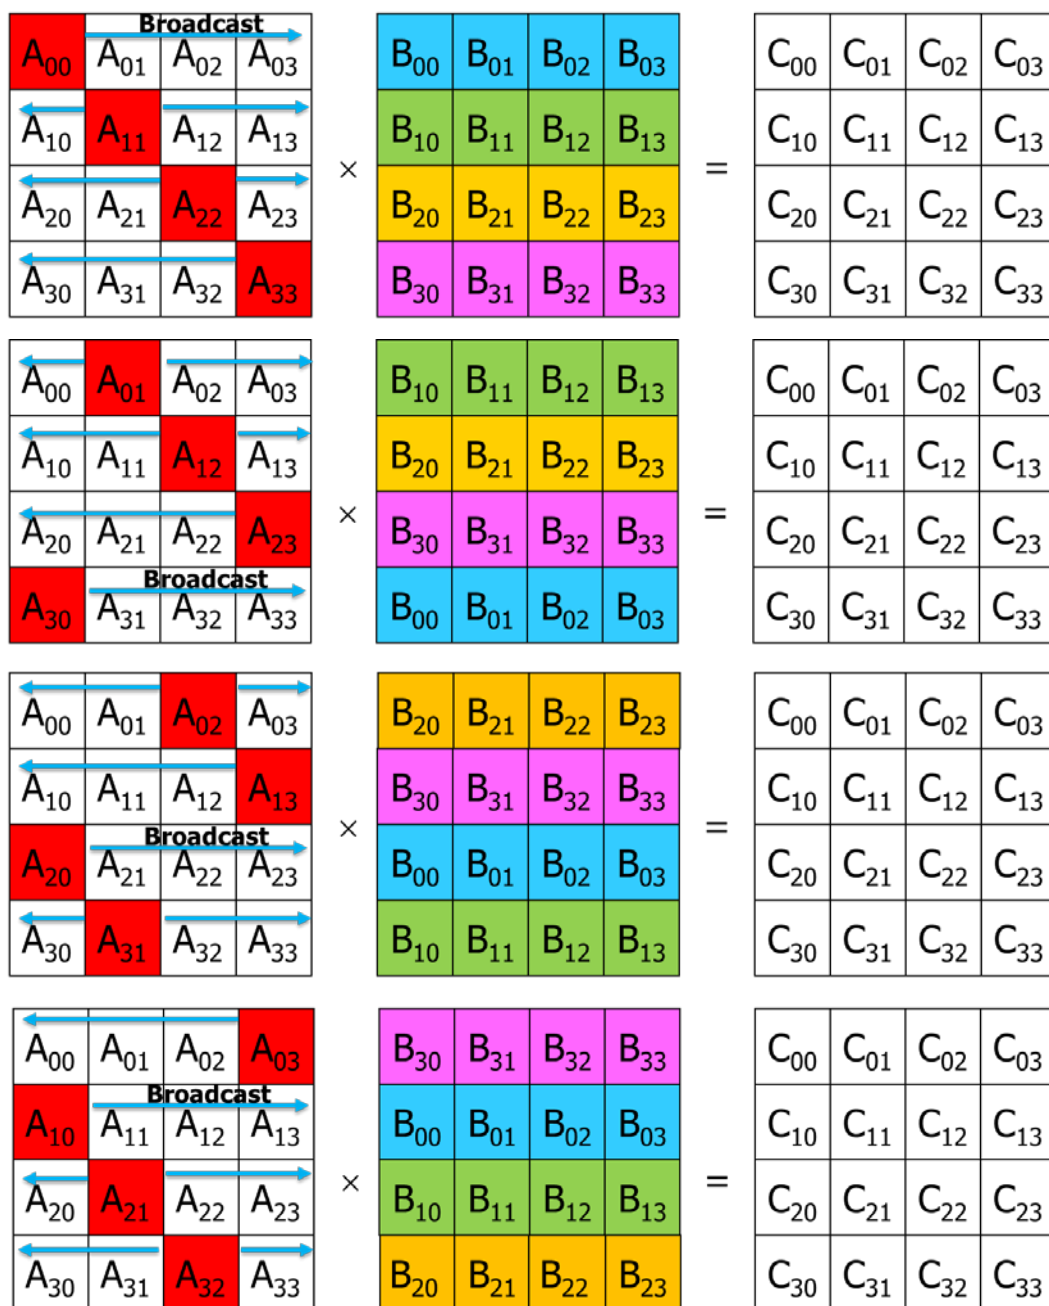 Broadcast
A00 A01 A02 A03 B00 B01 B02 B03 C00 C01 C02 C03
A10 A11 A12 A13 B10 B11 B12 B13 C10 C11 C12 C13
× =
A20 A21 A22 A23 B20 B21 B22 B23 C20 C21 C22 C23
A30 A31 A32 A33 B30 B31 B32 B33 C30 C31 C32 C33
A00 A01 A02 A03 B10 B11 B12 B13 C00 C01 C02 C03
A10 A11 A12 A13 B20 B21 B22 B23 C10 C11 C12 C13
× =
A20 A21 A22 A23 B30 B31 B32 B33 C20 C21 C22 C23
Broadcast
A30 A31 A32 A33 B00 B01 B02 B03 C30 C31 C32 C33
A00 A01 A02 A03 B20 B21 B22 B23 C00 C01 C02 C03
A10 A11 A12 A13 B30 B31 B32 B33 C10 C11 C12 C13
× =
Broadcast
A20 A21 A22 A23 B00 B01 B02 B03 C20 C21 C22 C23
A30 A31 A32 A33 B10 B11 B12 B13 C30 C31 C32 C33
A00 A01 A02 A03 B30 B31 B32 B33 C00 C01 C02 C03
Broadcast
A10 A11 A12 A13 B00 B01 B02 B03 C10 C11 C12 C13
× =
A20 A21 A22 A23 B10 B11 B12 B13 C20 C21 C22 C23
A30 A31 A32 A33 B20 B21 B22 B23 C30 C31 C32 C33